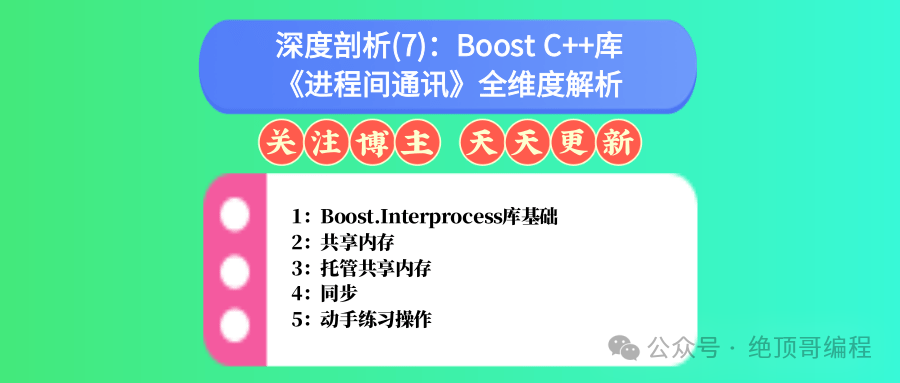 深度剖析(7)：Boost C++库
《进程间通讯》全维度解析
关注博主 天天更新
1：Boost.Interprocess库基础
2：共享内存
3：托管共享内存
4：同步
5：动手练习操作
公众号 · 绝顶哥编程